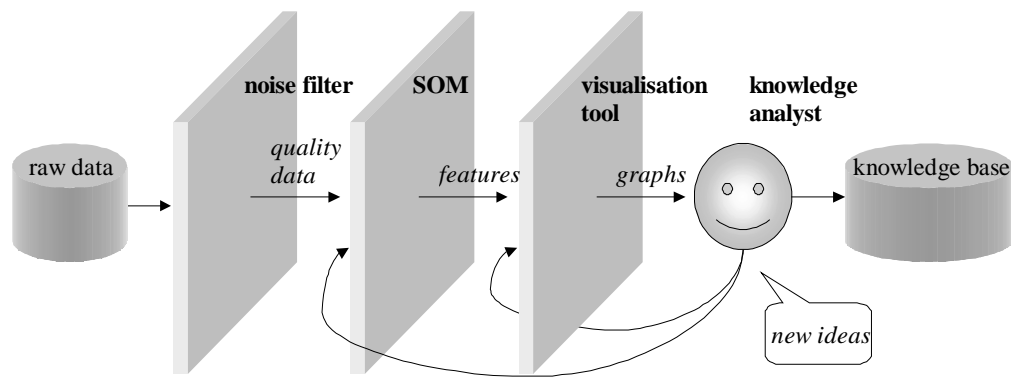 noise filter
SOM
visualisation
tool
knowledge
analyst
raw data
quality
data
features
graphs
knowledge base
new ideas